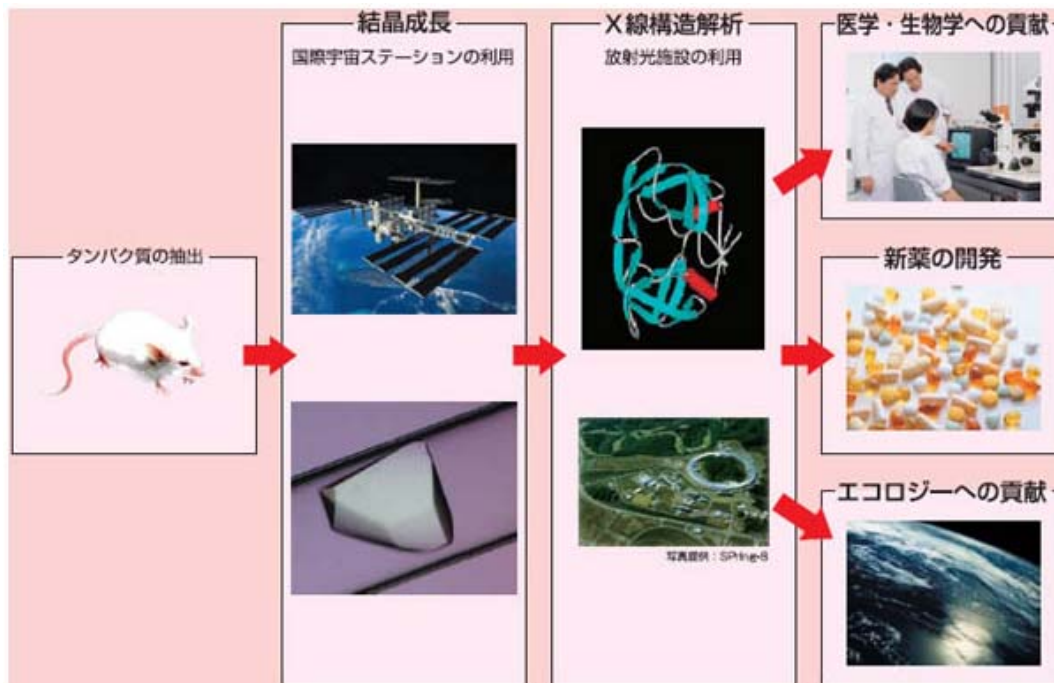 タンパク質の抽出
結晶成長
国際宇宙ステーションの利用
X線構造解析
放射光施設の利用
写真提供：SPring-8
医学・生物学への貢献
新薬の開発
エコロジーへの貢献